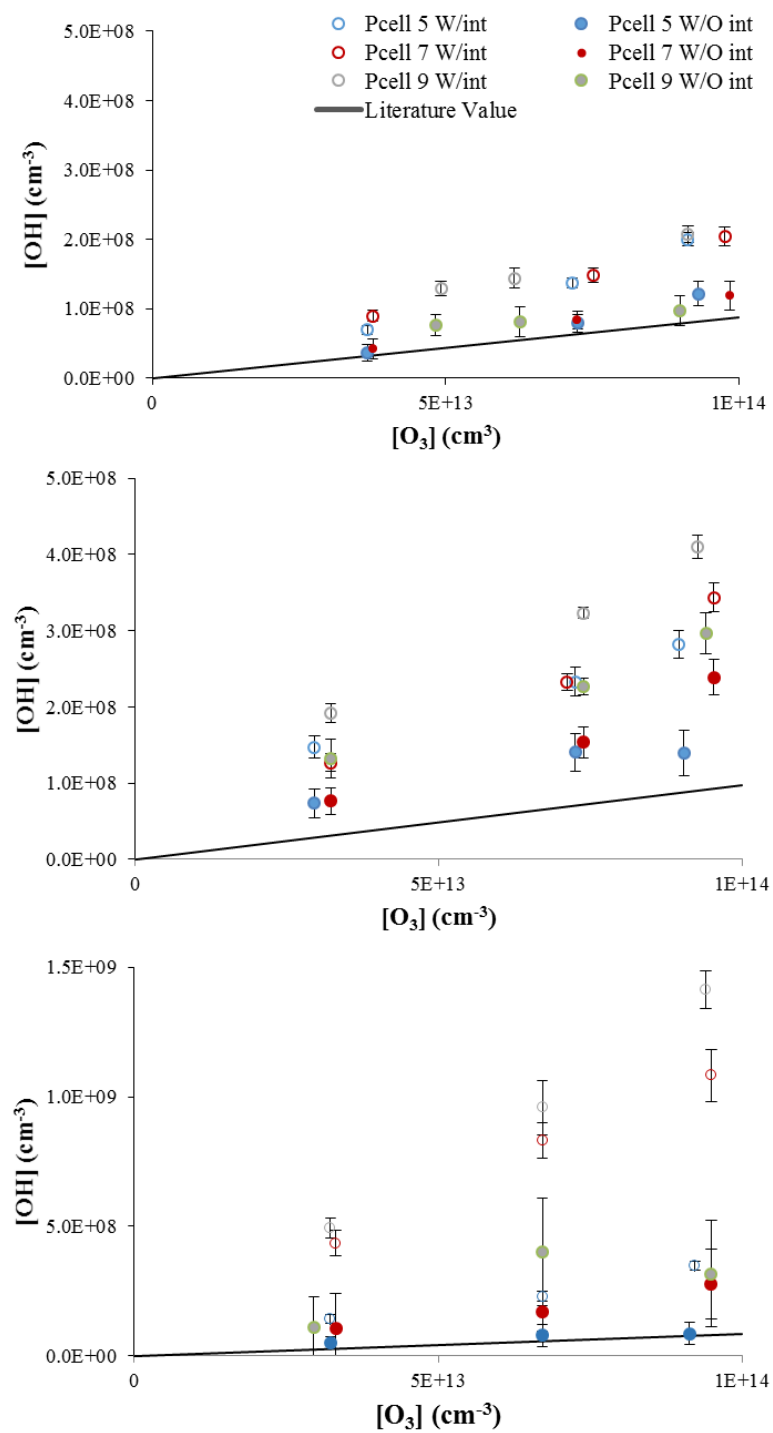 5.0E+08
Pcell 5 W/int
Pcell 5 W/O int
Pcell 7 W/int
Pcell 7 W/O int
Pcell 9 W/int
Pcell 9 W/O int
Literature Value
4.0E+08
3.0E+08
2.0E+08
1.0E+08
0.0E+00
[OH] (cm⁻³)
0
5E+13
1E+14
[O₃] (cm³)
5.0E+08
4.0E+08
3.0E+08
2.0E+08
1.0E+08
0.0E+00
[OH] (cm⁻³)
0
5E+13
1E+14
[O₃] (cm⁻³)
1.5E+09
1.0E+09
5.0E+08
0.0E+00
[OH] (cm⁻³)
0
5E+13
1E+14
[O₃] (cm⁻³)